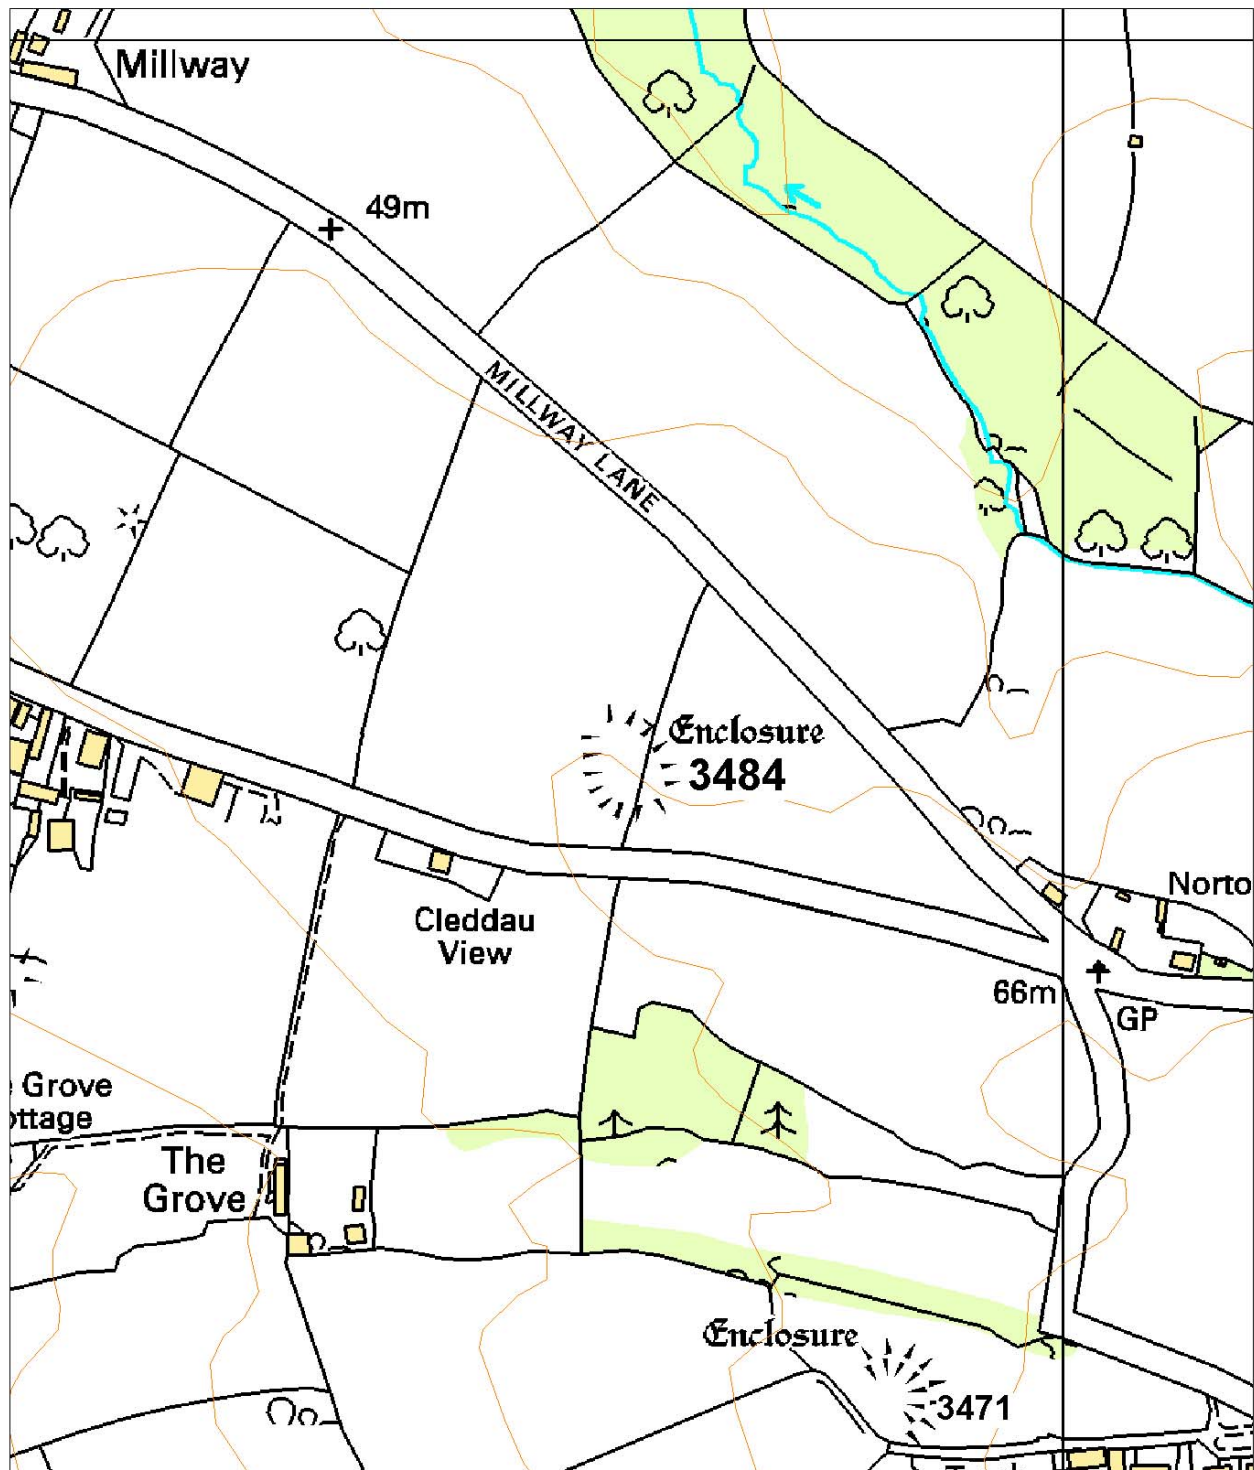 Millway
49m
MILLWAY LANE
Enclosure
3484
Norto
Cleddau
View
66m
GP
Grove
ottage
The
Grove
Enclosure
3471